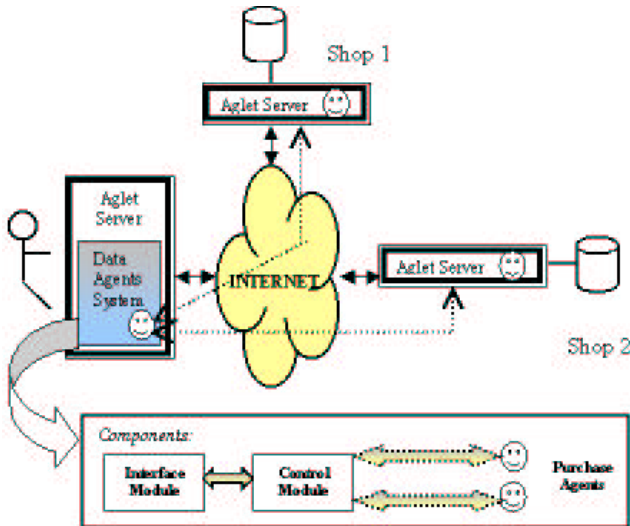 Shop 1
Aglet Server
Aglet
Server
Data
Agents
System
INTERNET
Aglet Server
Shop 2
Components:
Interface
Module
Control
Module
Purchase
Agents